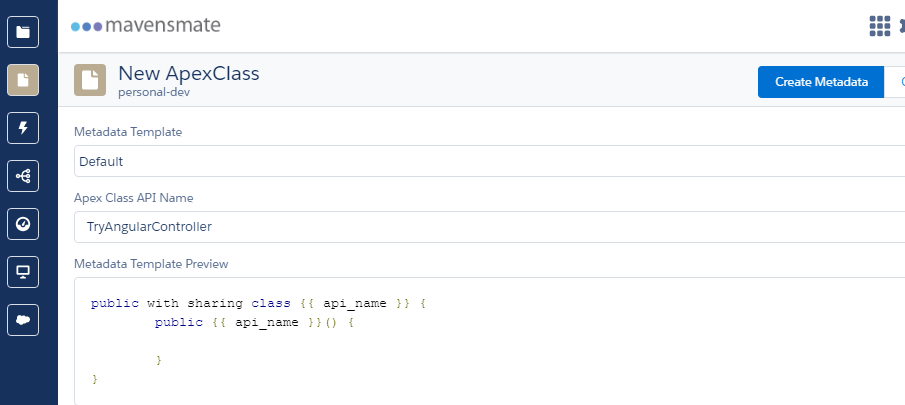 mavensmate
New ApexClass
personal-dev
Create Metadata
Metadata Template
Default
Apex Class API Name
TryAngularController
Metadata Template Preview
public with sharing class {{ api_name }} {
public {{ api_name }}() {
}
}